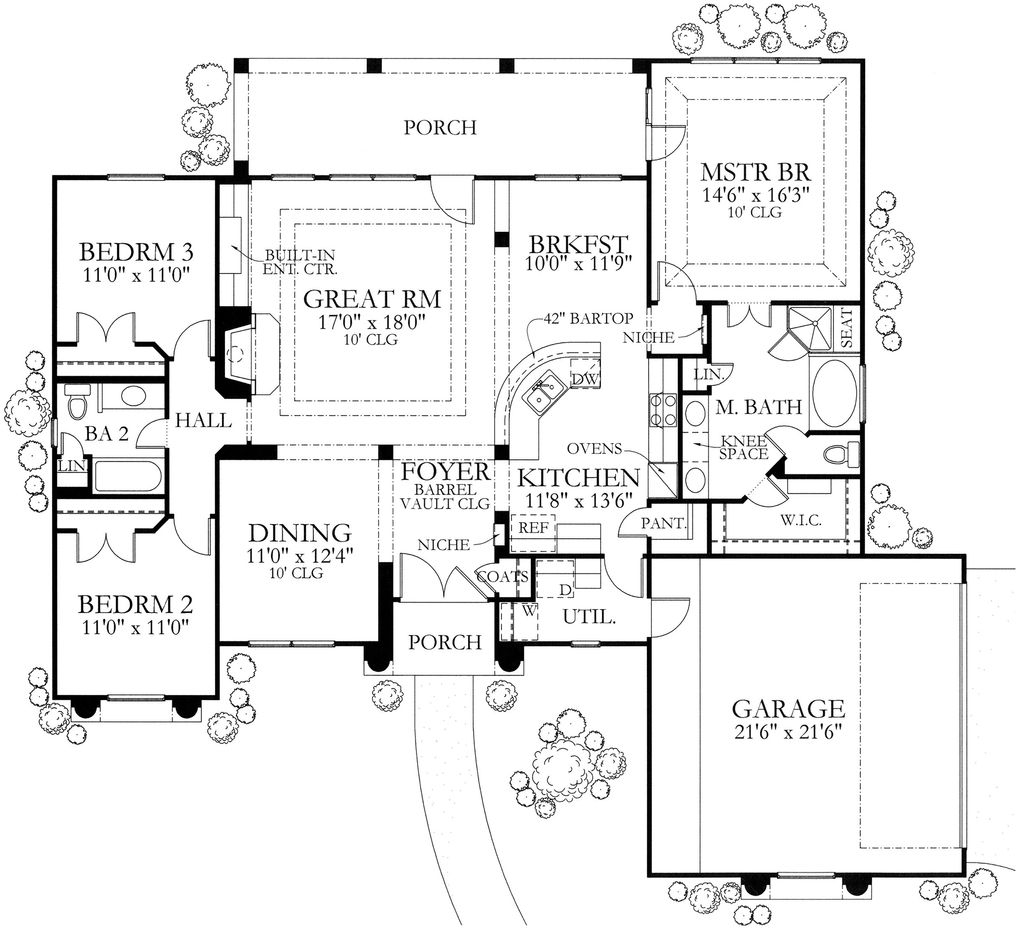 PORCH
MSTR BR
14'6" x 16'3"
10' CLG
BEDRM 3
11'0" x 11'0"
BUILT-IN
ENT. CTR.
GREAT RM
17'0" x 18'0"
10' CLG
BRKFST
10'0" x 11'9"
42" BARTOP
NICHE
SEAT
DW
LIN.
M. BATH
HALL
BA 2
LIN
KNEE
SPACE
OVENS
FOYER
BARREL
VAULT CLG
KITCHEN
11'8" x 13'6"
DINING
11'0" x 12'4"
10' CLG
NICHE
REF
PANT.
W.I.C.
COATS
D
W
UTIL.
BEDRM 2
11'0" x 11'0"
PORCH
GARAGE
21'6" x 21'6"